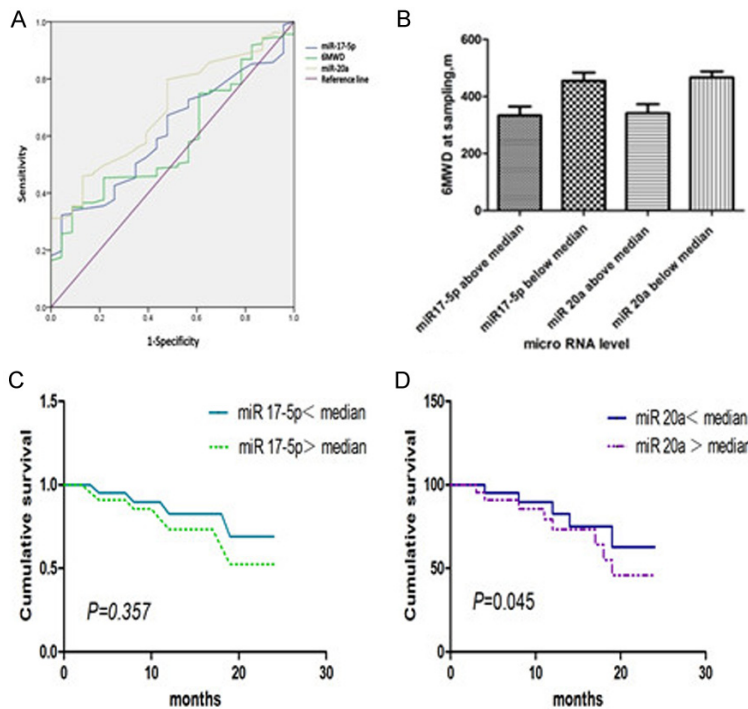 A
1.0
0.8
0.6
0.4
0.2
0.0
Sensitivity
0.0
0.2
0.4
0.6
0.8
1.0
1-Specificity
miR-17-5p
6MWD
miR-20a
Reference line
B
600
400
200
0
6MWD at sampling,m
miR17-5p above median
miR17-5p below median
miR 20a above median
miR 20a below median
micro RNA level
C
1.5
1.0
0.5
0.0
Cumulative survival
miR 17-5p< median
miR 17-5p> median
P=0.357
0
10
20
30
months
D
150
100
50
0
Cumulative survival
miR 20a< median
miR 20a > median
P=0.045
0
10
20
30
months